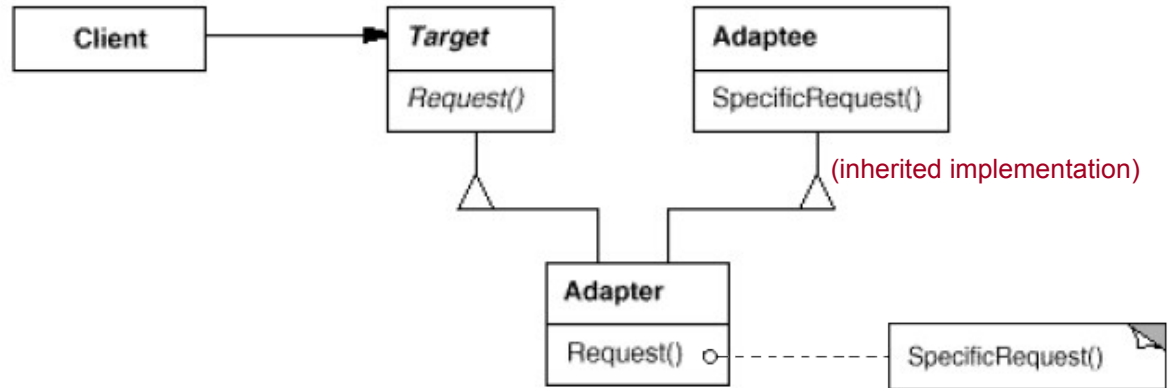 Client
Target
Request()
Adaptee
SpecificRequest()
(inherited implementation)
Adapter
Request()
SpecificRequest()